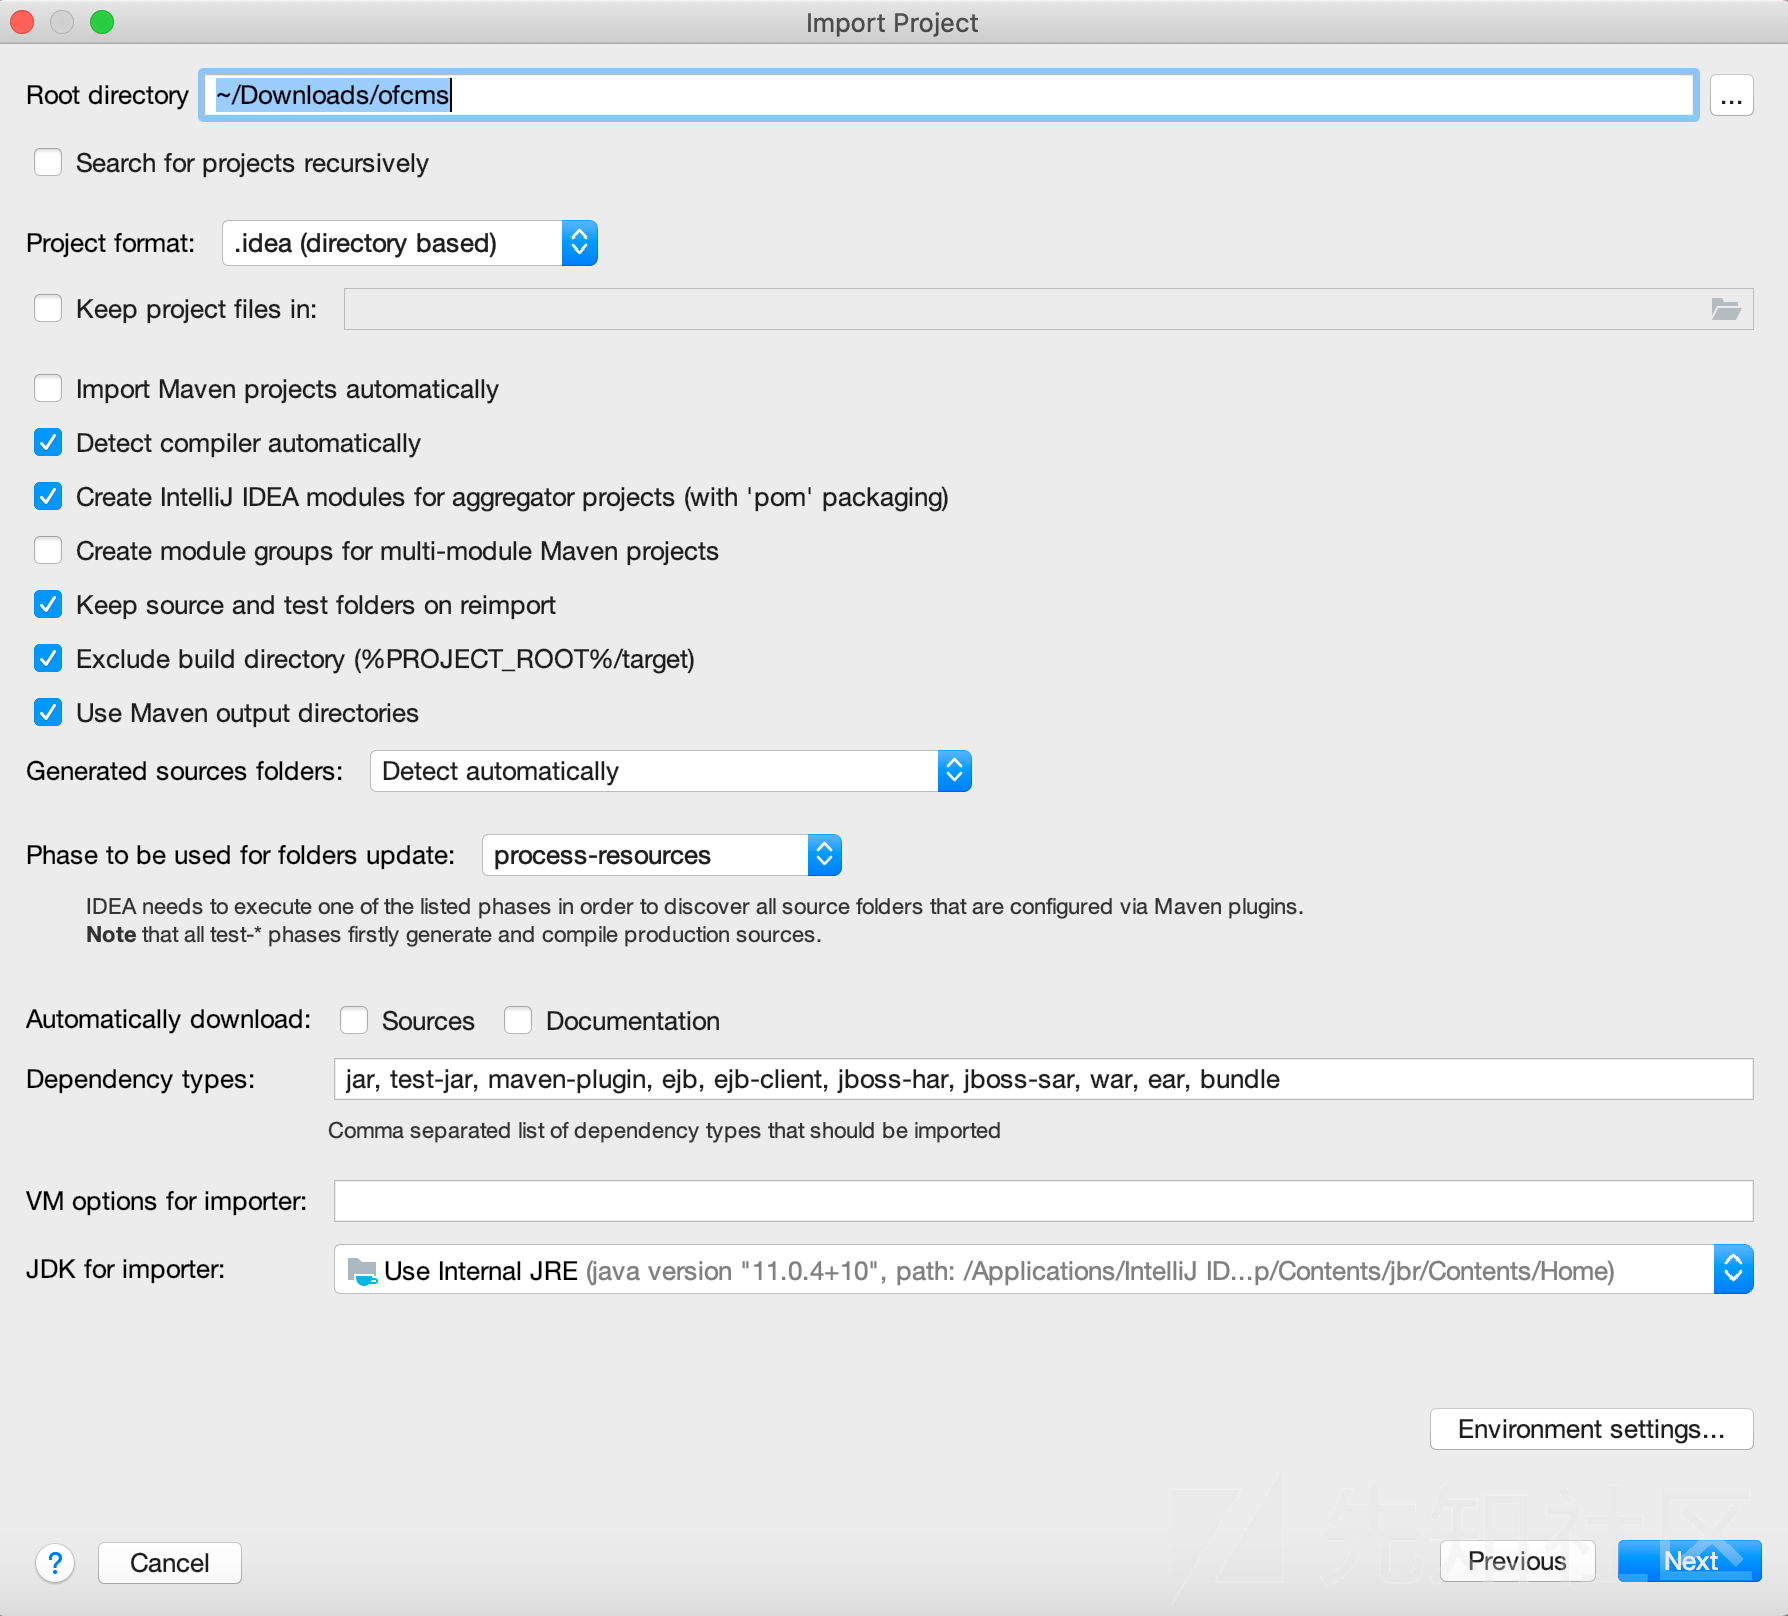 Import Project
Root directory ~/Downloads/ofcms ...
Search for projects recursively
Project format: .idea (directory based)
Keep project files in:
Import Maven projects automatically
Detect compiler automatically
Create IntelliJ IDEA modules for aggregator projects (with 'pom' packaging)
Create module groups for multi-module Maven projects
Keep source and test folders on reimport
Exclude build directory (%PROJECT_ROOT%/target)
Use Maven output directories
Generated sources folders: Detect automatically
Phase to be used for folders update: process-resources
IDEA needs to execute one of the listed phases in order to discover all source folders that are configured via Maven plugins.
Note that all test-* phases firstly generate and compile production sources.
Automatically download: Sources Documentation
Dependency types: jar, test-jar, maven-plugin, ejb, ejb-client, jboss-har, jboss-sar, war, ear, bundle
Comma separated list of dependency types that should be imported
VM options for importer:
JDK for importer: Use Internal JRE (java version "11.0.4+10", path: /Applications/IntelliJ ID...p/Contents/jbr/Contents/Home)
Environment settings...
先知社区
? Cancel Previous Next